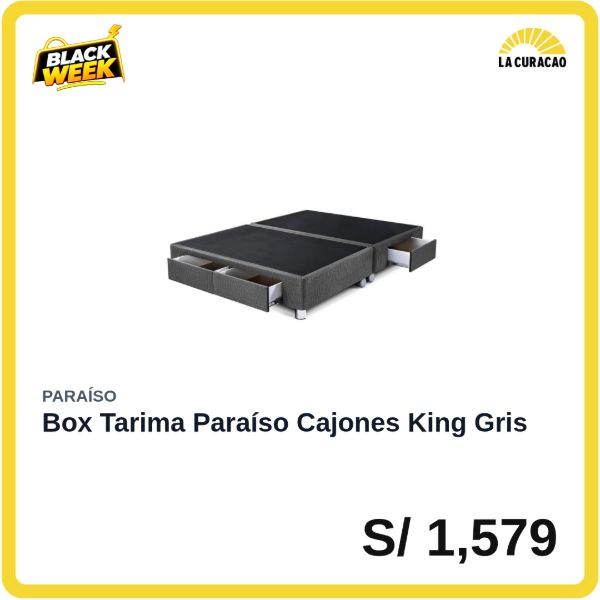 BLACK
WEEK
LA CURACAO
PARAÍSO
Box Tarima Paraíso Cajones King Gris
S/ 1,579